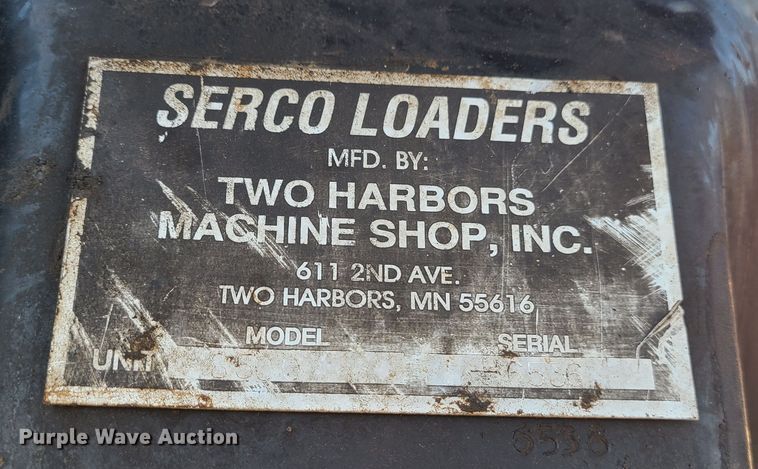 SERCO LOADERS
MFD. BY:
TWO HARBORS
MACHINE SHOP, INC.
611 2ND AVE.
TWO HARBORS, MN 55616
MODEL SERIAL
UNIT
Purple Wave Auction